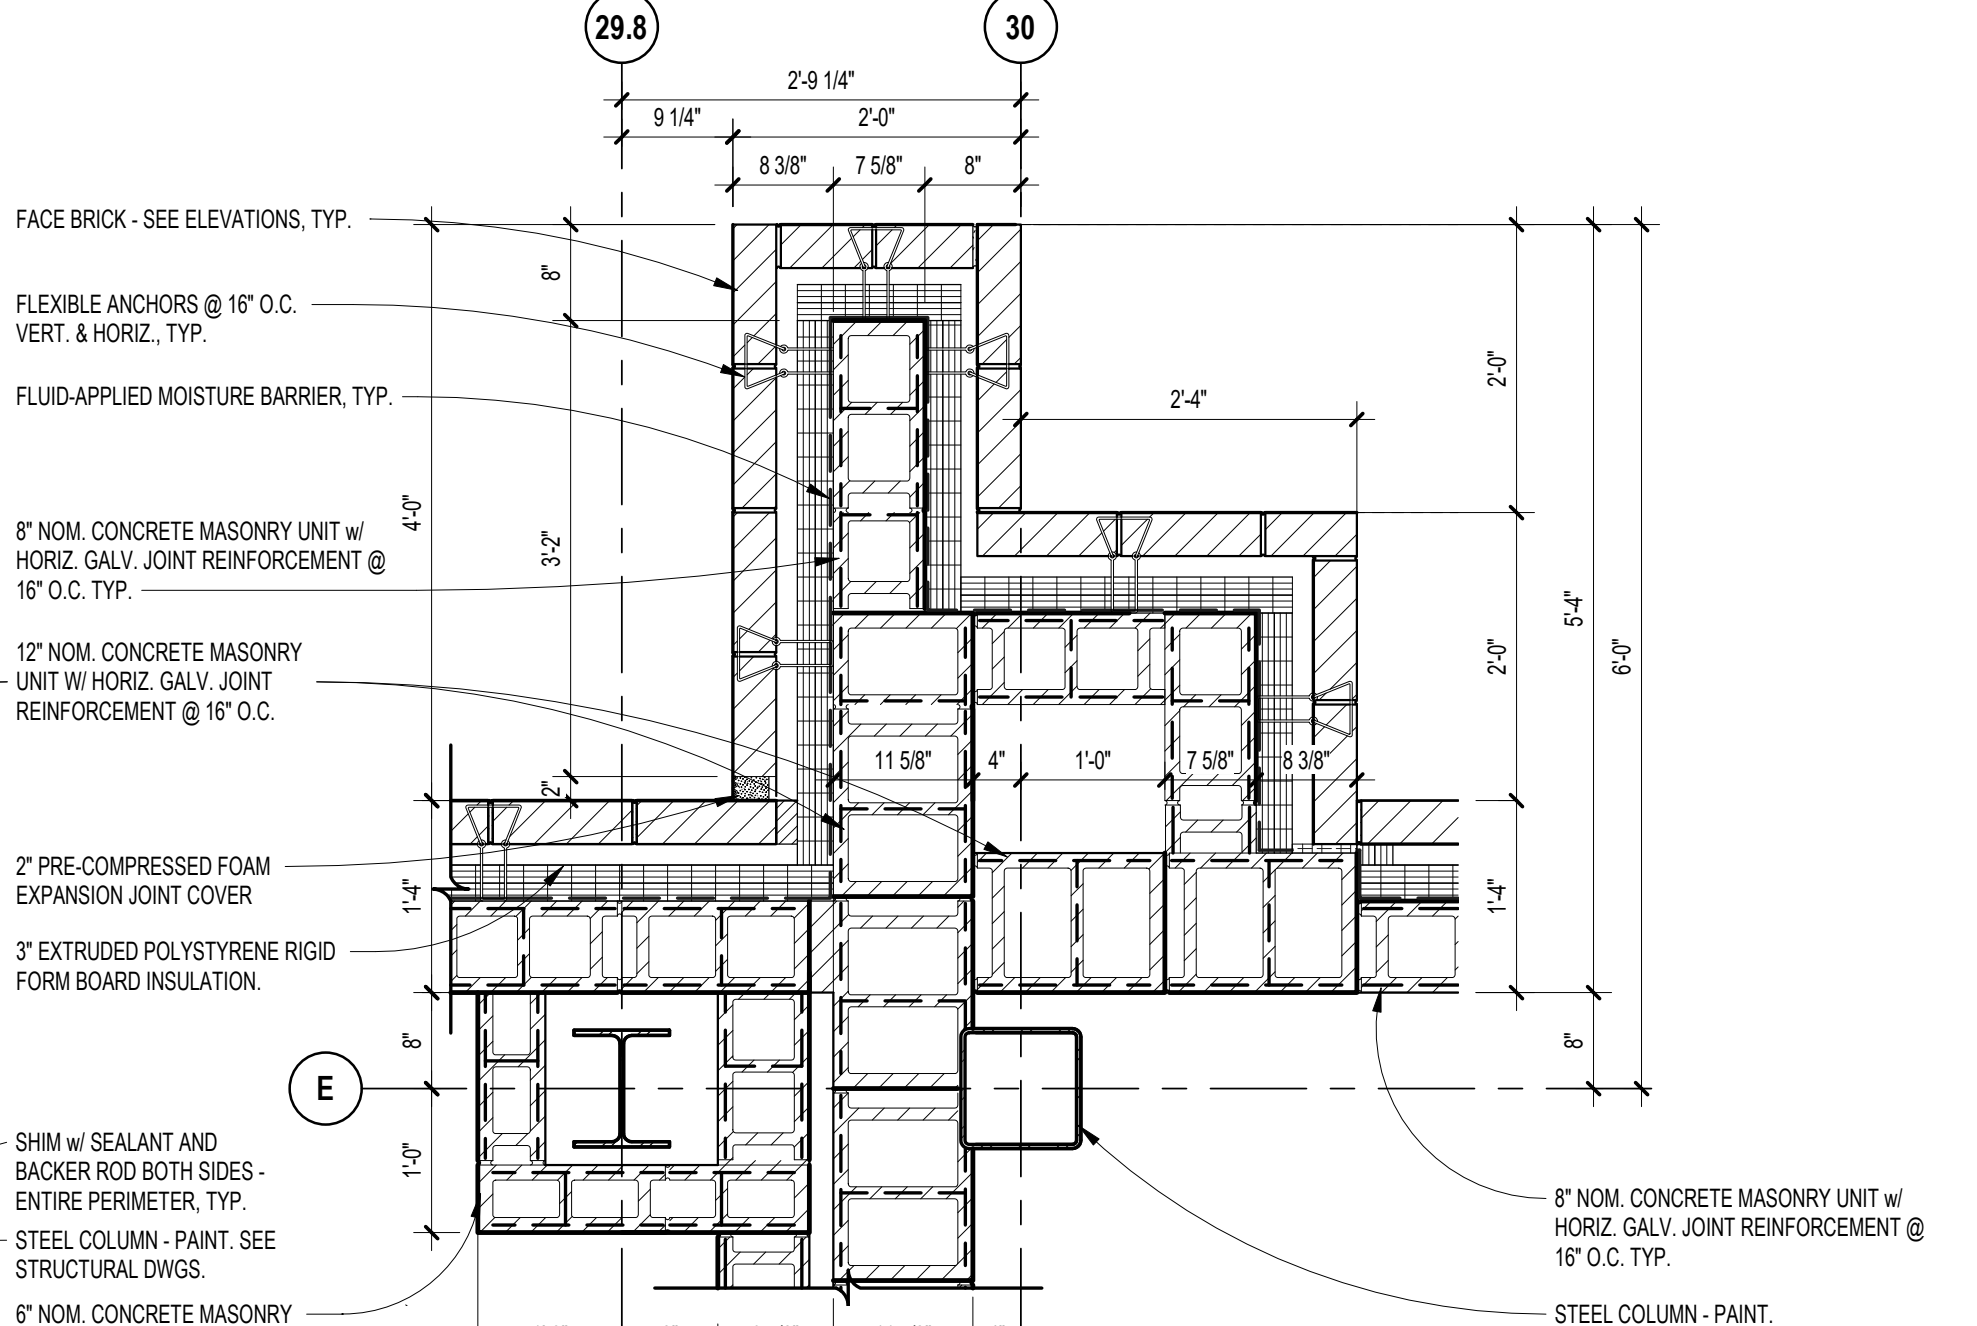 29.8
30
2'-9 1/4"
9 1/4"
2'-0"
8 3/8"
7 5/8"
8"
FACE BRICK - SEE ELEVATIONS, TYP.
FLEXIBLE ANCHORS @ 16" O.C.
VERT. & HORIZ., TYP.
FLUID-APPLIED MOISTURE BARRIER, TYP.
8" NOM. CONCRETE MASONRY UNIT w/
HORIZ. GALV. JOINT REINFORCEMENT @
16" O.C. TYP.
12" NOM. CONCRETE MASONRY
UNIT W/ HORIZ. GALV. JOINT
REINFORCEMENT @ 16" O.C.
2" PRE-COMPRESSED FOAM
EXPANSION JOINT COVER
3" EXTRUDED POLYSTYRENE RIGID
FORM BOARD INSULATION.
E
SHIM w/ SEALANT AND
BACKER ROD BOTH SIDES -
ENTIRE PERIMETER, TYP.
STEEL COLUMN - PAINT. SEE
STRUCTURAL DWGS.
6" NOM. CONCRETE MASONRY
4'-0"
1'-4"
8"
1'-0"
8"
3'-2"
2"
2'-4"
11 5/8"
4"
1'-0"
7 5/8"
8 3/8"
2'-0"
2'-0"
1'-4"
5'-4"
8"
6'-0"
8" NOM. CONCRETE MASONRY UNIT w/
HORIZ. GALV. JOINT REINFORCEMENT @
16" O.C. TYP.
STEEL COLUMN - PAINT.